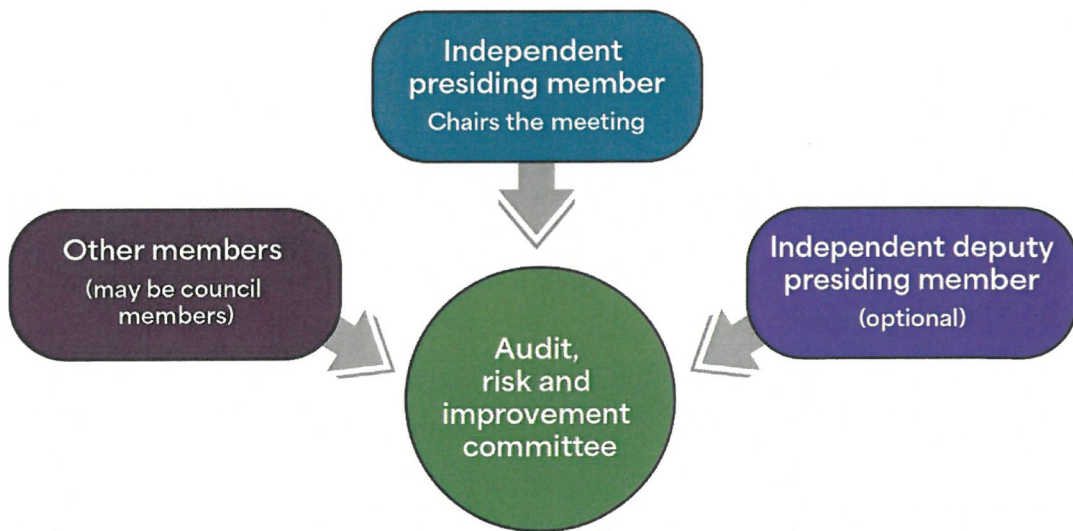 Independent
presiding member
Chairs the meeting
Other members
(may be council
members)
Independent deputy
presiding member
(optional)
Audit,
risk and
improvement
committee